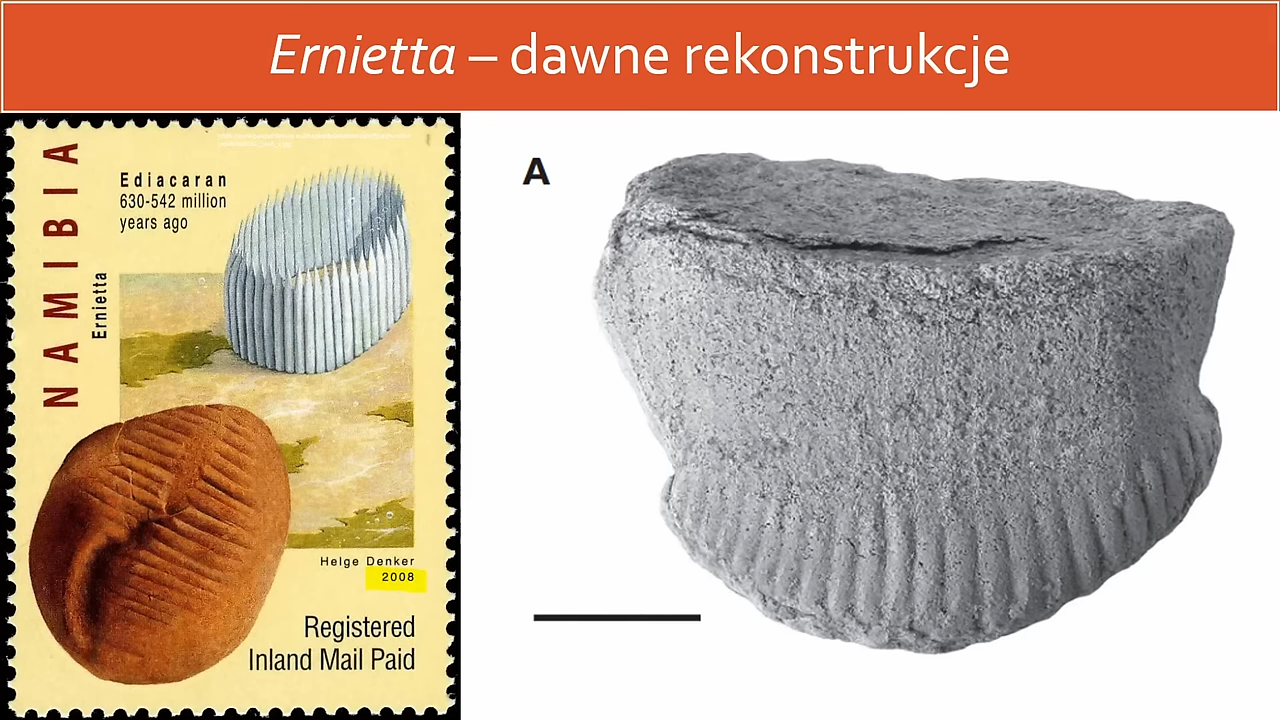 Ernietta – dawne rekonstrukcje
NAMIBIA
Ediacaran
630-542 million
years ago
Ernietta
Helge Denker
2008
Registered
Inland Mail Paid
A